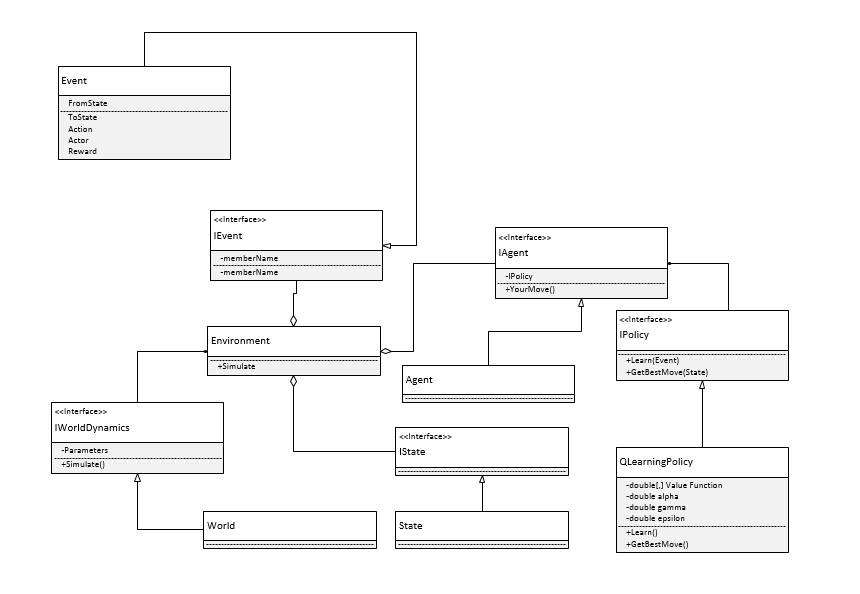 Event
FromState
ToState
Action
Actor
Reward
<<Interface>>
IEvent
-memberName
-memberName
<<Interface>>
IAgent
-IPolicy
+YourMove()
<<Interface>>
IPolicy
+Learn(Event)
+GetBestMove(State)
Environment
+Simulate
Agent
<<Interface>>
IWorldDynamics
-Parameters
+Simulate()
<<Interface>>
IState
QLearningPolicy
-double[,] Value Function
-double alpha
-double gamma
-double epsilon
+Learn()
+GetBestMove()
World
State